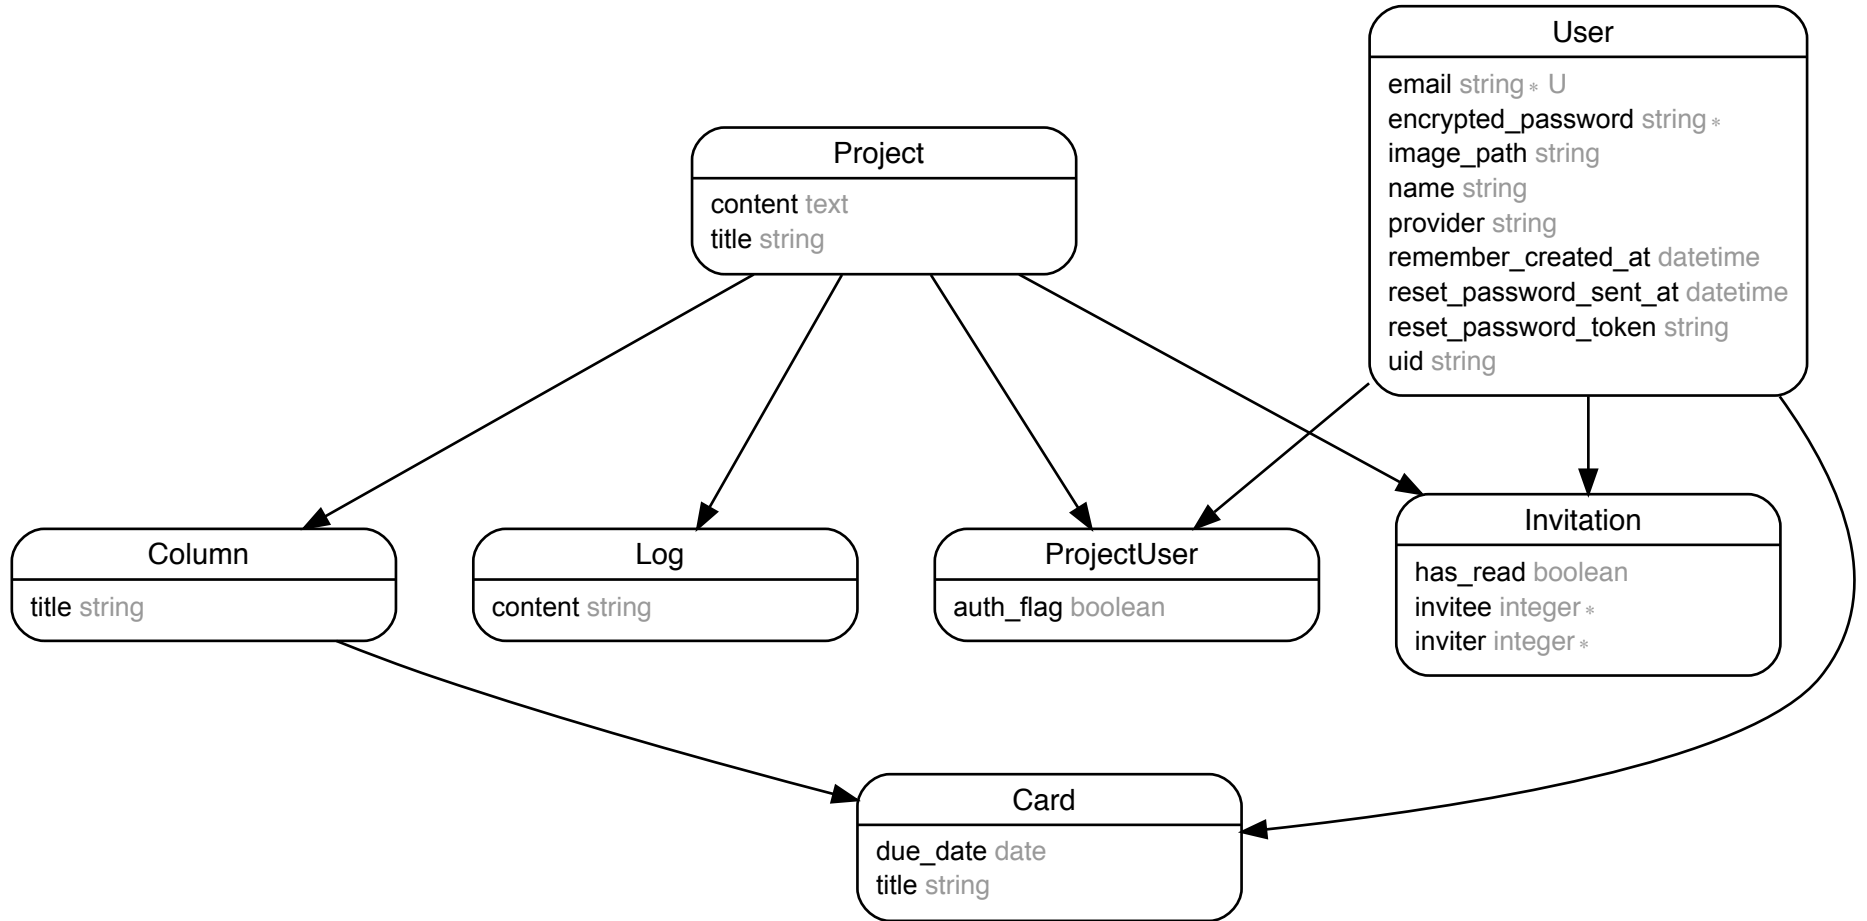 User
email string* U
encrypted_password string*
image_path string
name string
provider string
remember_created_at datetime
reset_password_sent_at datetime
reset_password_token string
uid string
Project
content text
title string
Column
title string
Log
content string
ProjectUser
auth_flag boolean
Invitation
has_read boolean
invitee integer*
inviter integer*
Card
due_date date
title string